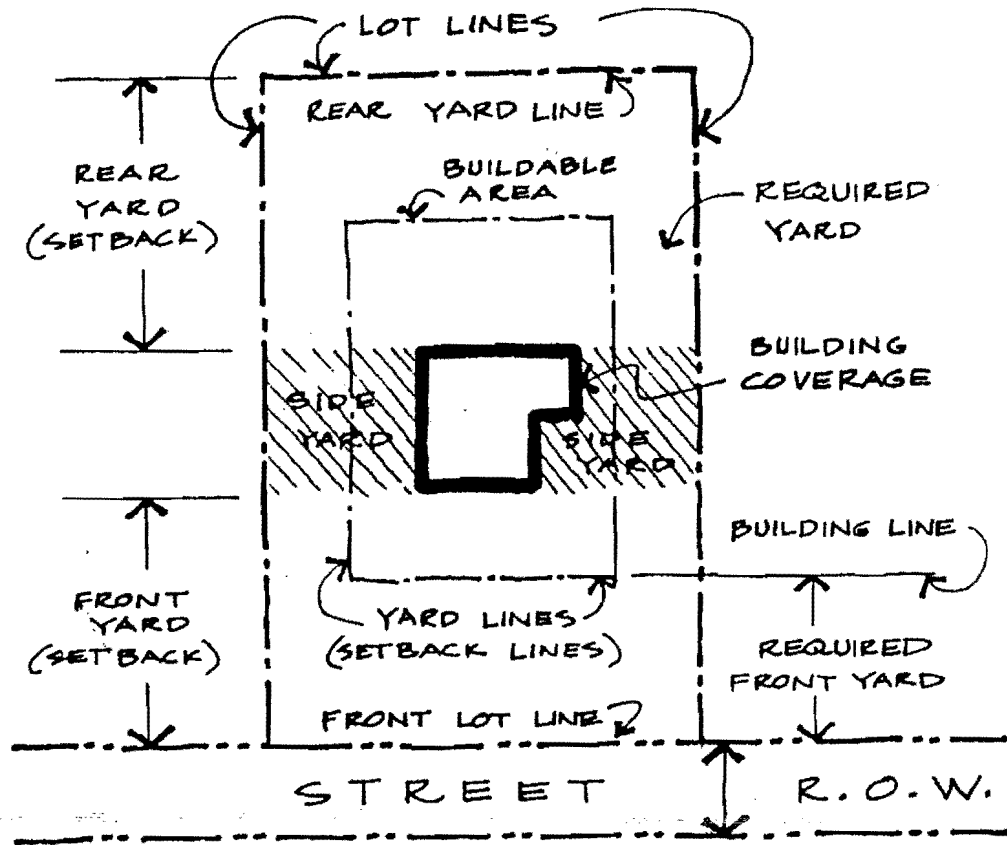 LOT LINES
REAR YARD LINE
BUILDABLE
AREA
REAR
YARD
(SETBACK)
REQUIRED
YARD
BUILDING
COVERAGE
SIDE
YARD
SIDE
YARD
BUILDING LINE
FRONT
YARD
(SETBACK)
YARD LINES
(SETBACK LINES)
REQUIRED
FRONT YARD
FRONT LOT LINE
STREET R.O.W.